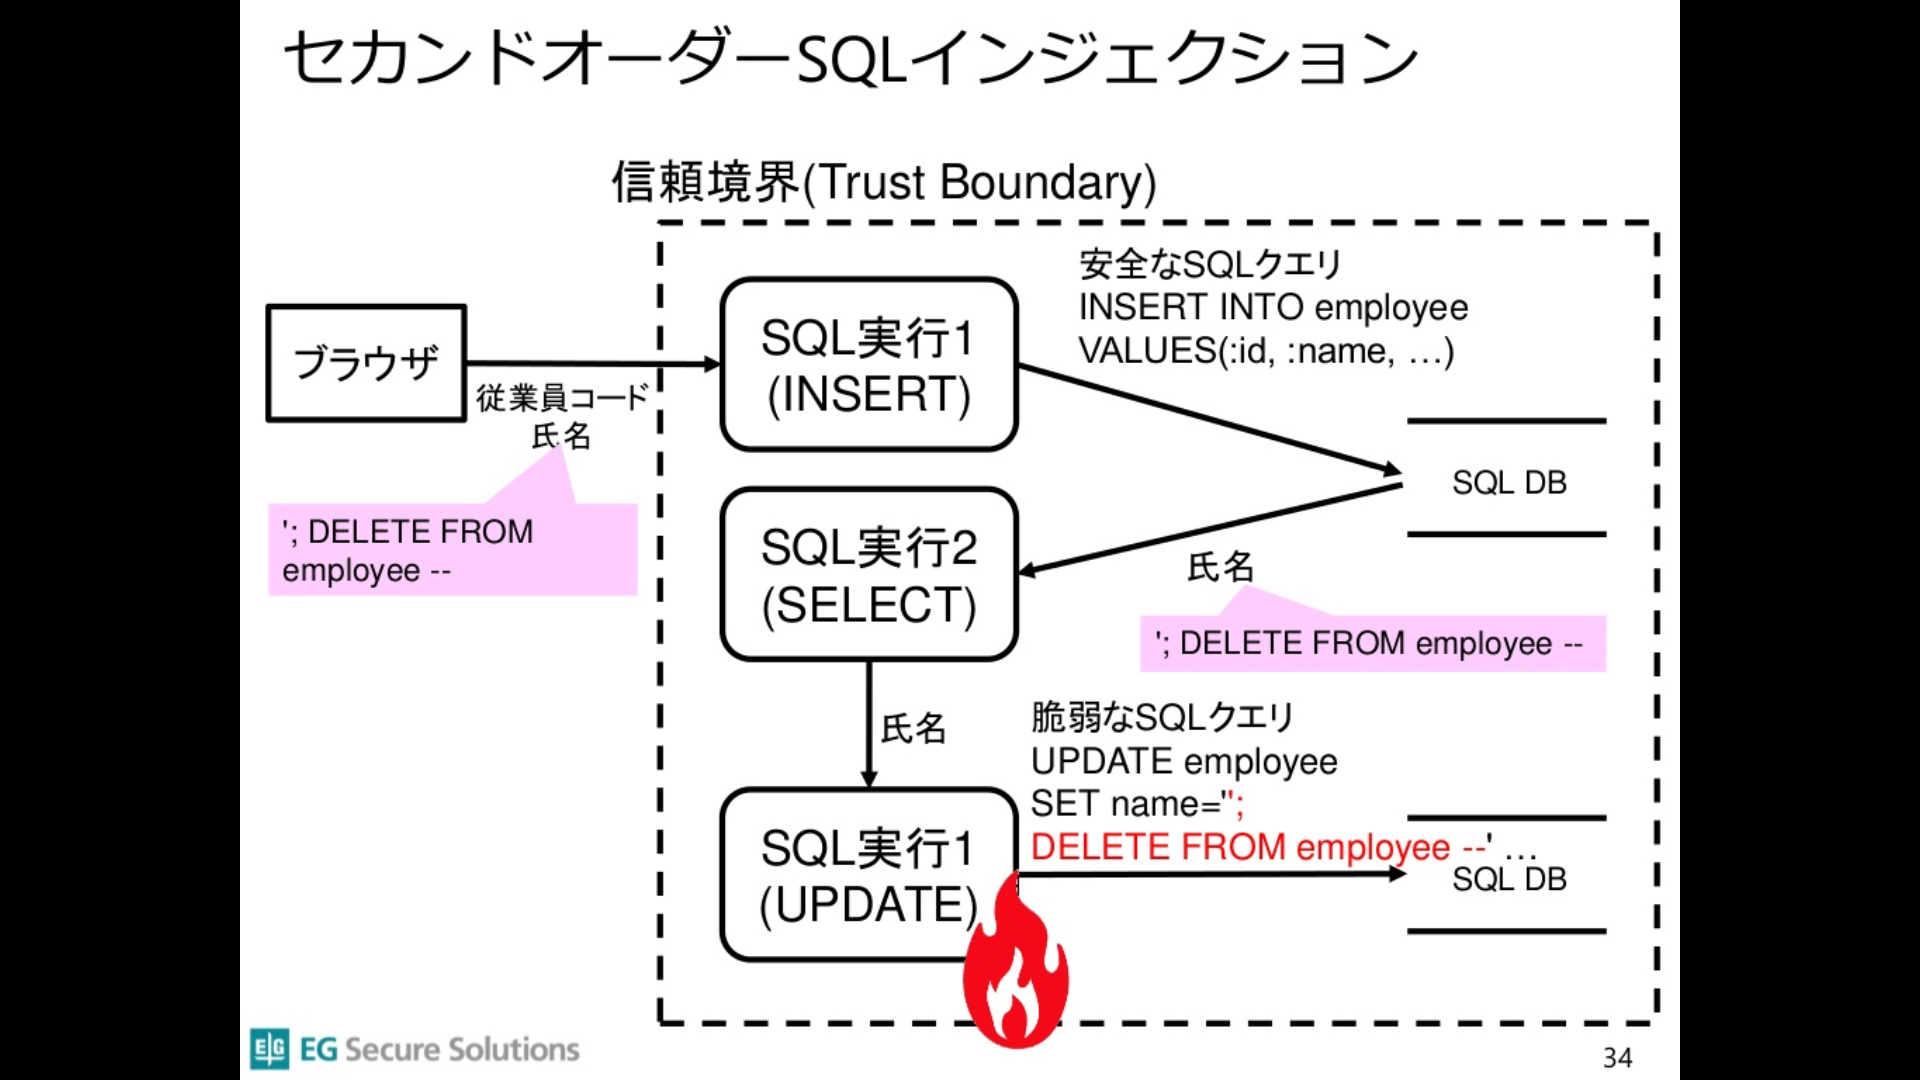 セカンドオーダーSQLインジェクション
信頼境界(Trust Boundary)
ブラウザ
従業員コード
氏名
'; DELETE FROM
employee --
SQL実行1
(INSERT)
安全なSQLクエリ
INSERT INTO employee
VALUES(:id, :name, …)
SQL DB
SQL実行2
(SELECT)
氏名
'; DELETE FROM employee --
氏名
SQL実行1
(UPDATE)
脆弱なSQLクエリ
UPDATE employee
SET name='';
DELETE FROM employee --' …
SQL DB
EG EG Secure Solutions
34